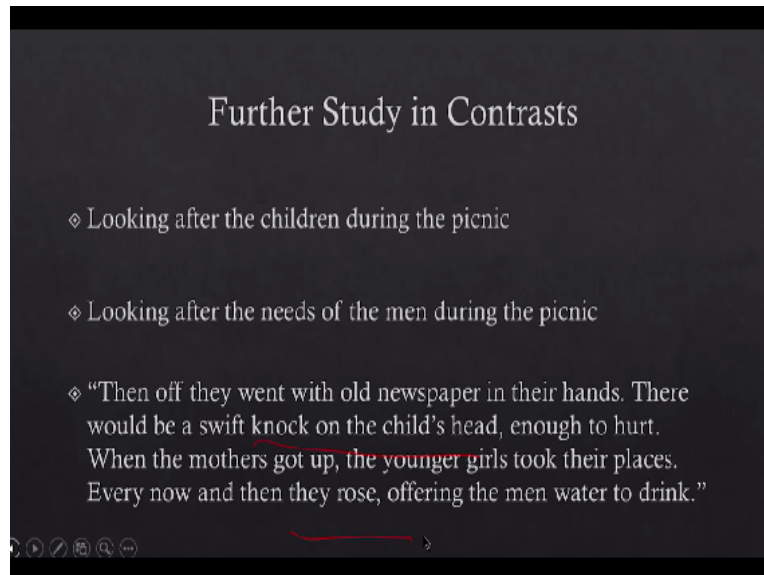 Further Study in Contrasts
Looking after the children during the picnic
Looking after the needs of the men during the picnic
“Then off they went with old newspaper in their hands. There
would be a swift knock on the child’s head, enough to hurt.
When the mothers got up, the younger girls took their places.
Every now and then they rose, offering the men water to drink.”